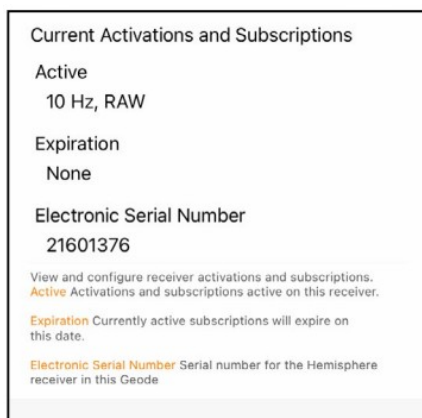 Current Activations and Subscriptions
Active
10 Hz, RAW
Expiration
None
Electronic Serial Number
21601376
View and configure receiver activations and subscriptions.
Active Activations and subscriptions active on this receiver.
Expiration Currently active subscriptions will expire on
this date.
Electronic Serial Number Serial number for the Hemisphere
receiver in this Geode